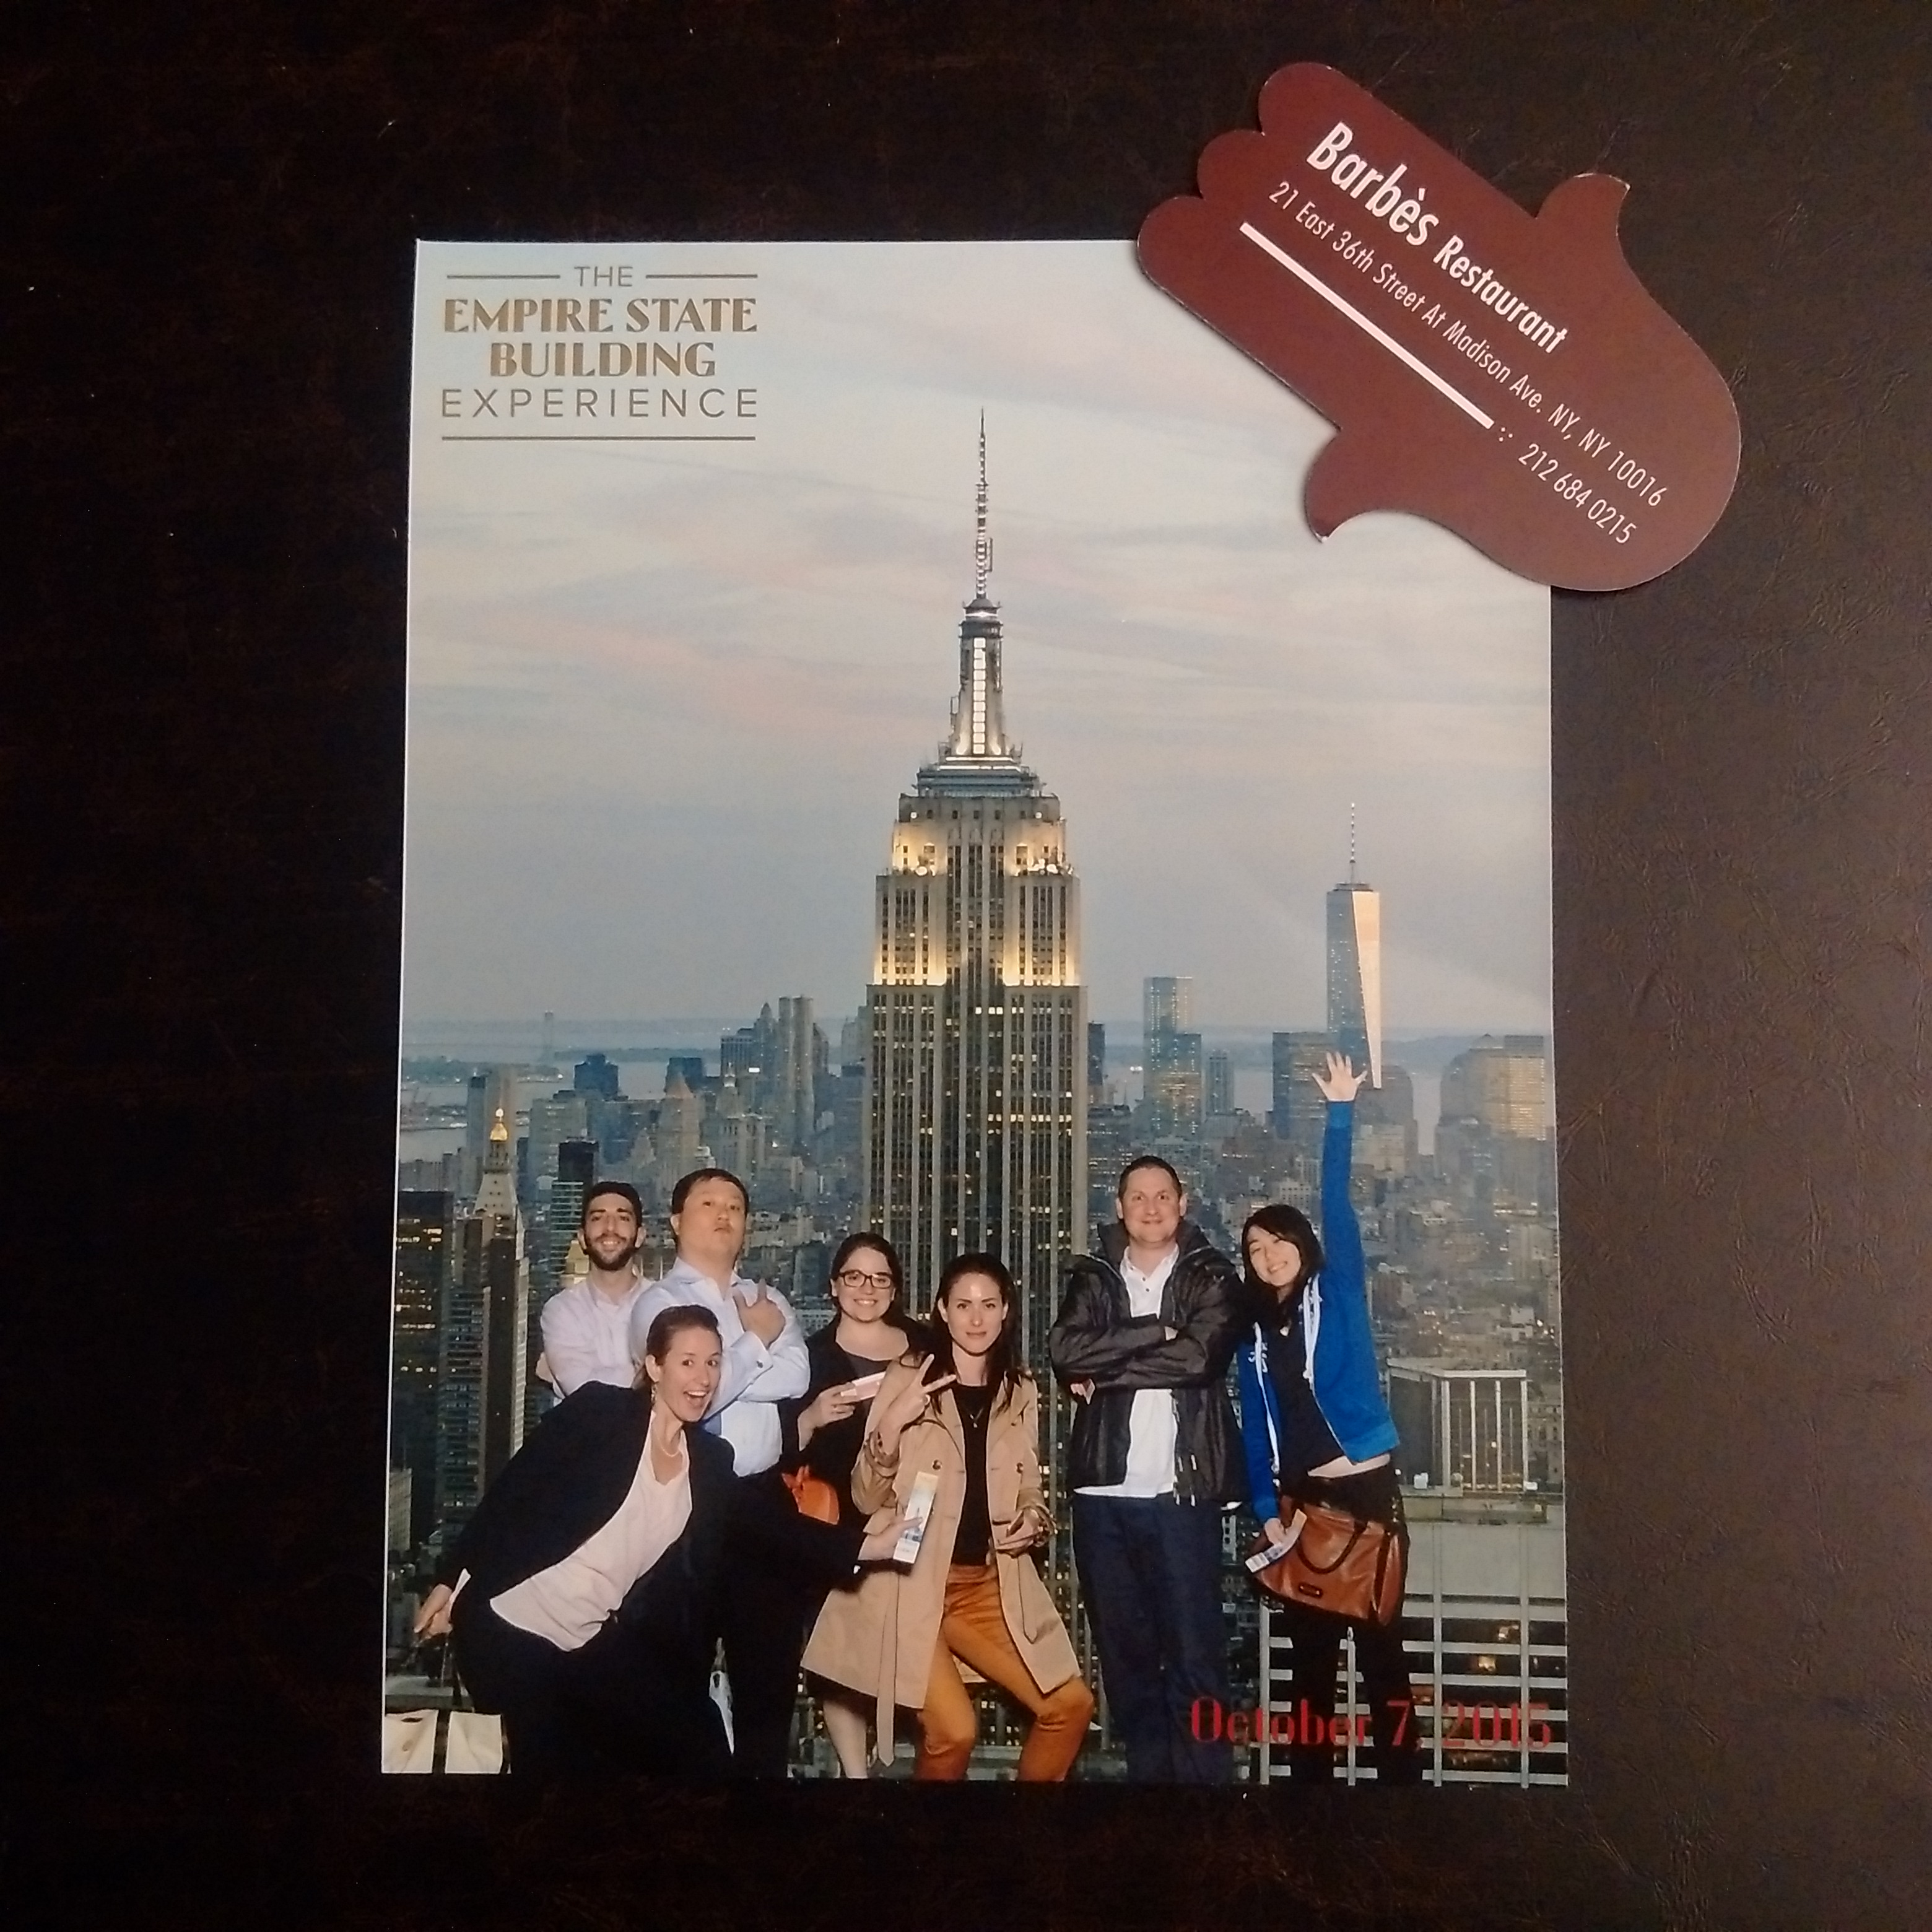 THE
EMPIRE STATE
BUILDING
EXPERIENCE
Barbès Restaurant
21 East 36th Street At Madison Ave. NY, NY 10016
212 684 0215
October 7, 2015